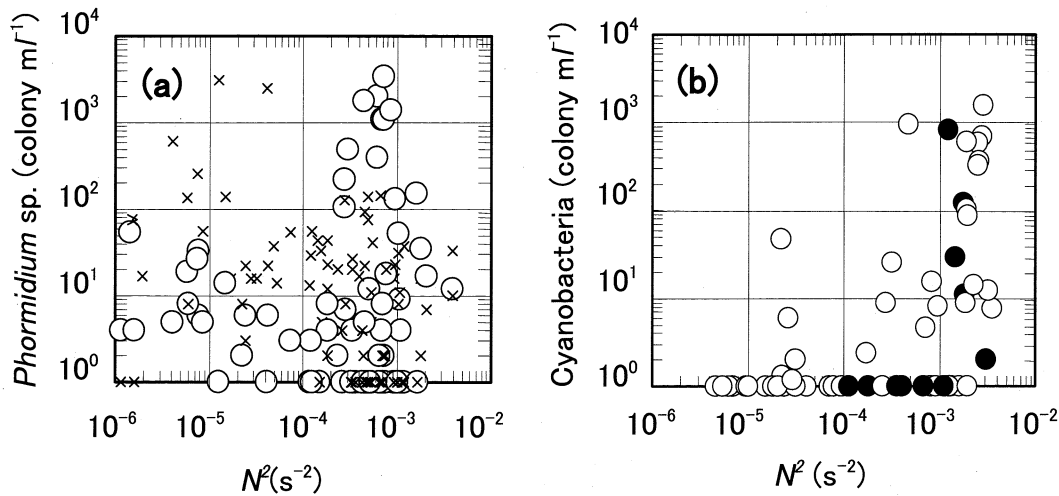 (a)
Phormidium sp. (colony ml⁻¹)
10⁴
10³
10²
10¹
10⁰
10⁻⁶ 10⁻⁵ 10⁻⁴ 10⁻³ 10⁻²
N²(s⁻²)
(b)
Cyanobacteria (colony ml⁻¹)
10⁴
10³
10²
10¹
10⁰
10⁻⁶ 10⁻⁵ 10⁻⁴ 10⁻³ 10⁻²
N² (s⁻²)